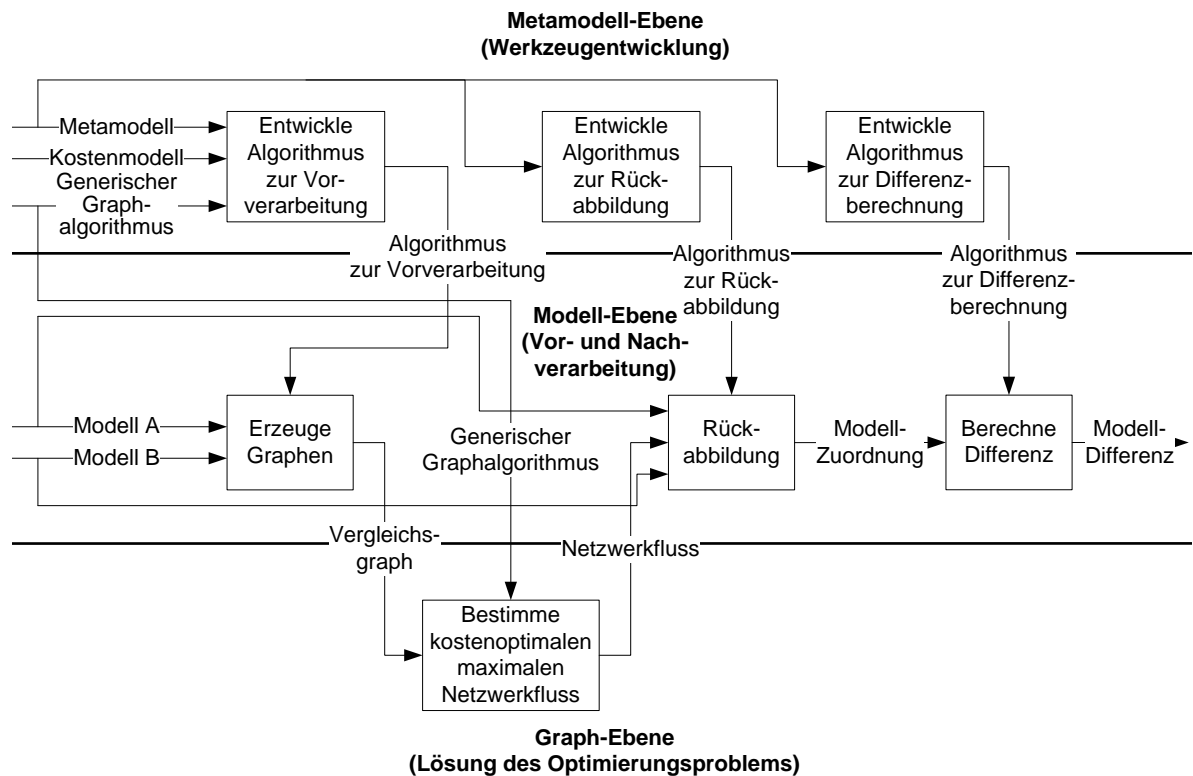 Metamodell-Ebene
(Werkzeugentwicklung)
Metamodell
Kostenmodell
Generischer
Graph-
algorithmus
Entwickle
Algorithmus
zur Vor-
verarbeitung
Entwickle
Algorithmus
zur Rück-
abbildung
Entwickle
Algorithmus
zur Differenz-
berechnung
Algorithmus
zur Vorverarbeitung
Algorithmus
zur Rück-
abbildung
Algorithmus
zur Differenz-
berechnung
Modell-Ebene
(Vor- und Nach-
verarbeitung)
Modell A
Modell B
Erzeuge
Graphen
Generischer
Graphalgorithmus
Rück-
abbildung
Modell-
Zuordnung
Berechne
Differenz
Modell-
Differenz
Vergleichs-
graph
Netzwerkfluss
Bestimme
kostenoptimalen
maximalen
Netzwerkfluss
Graph-Ebene
(Lösung des Optimierungsproblems)